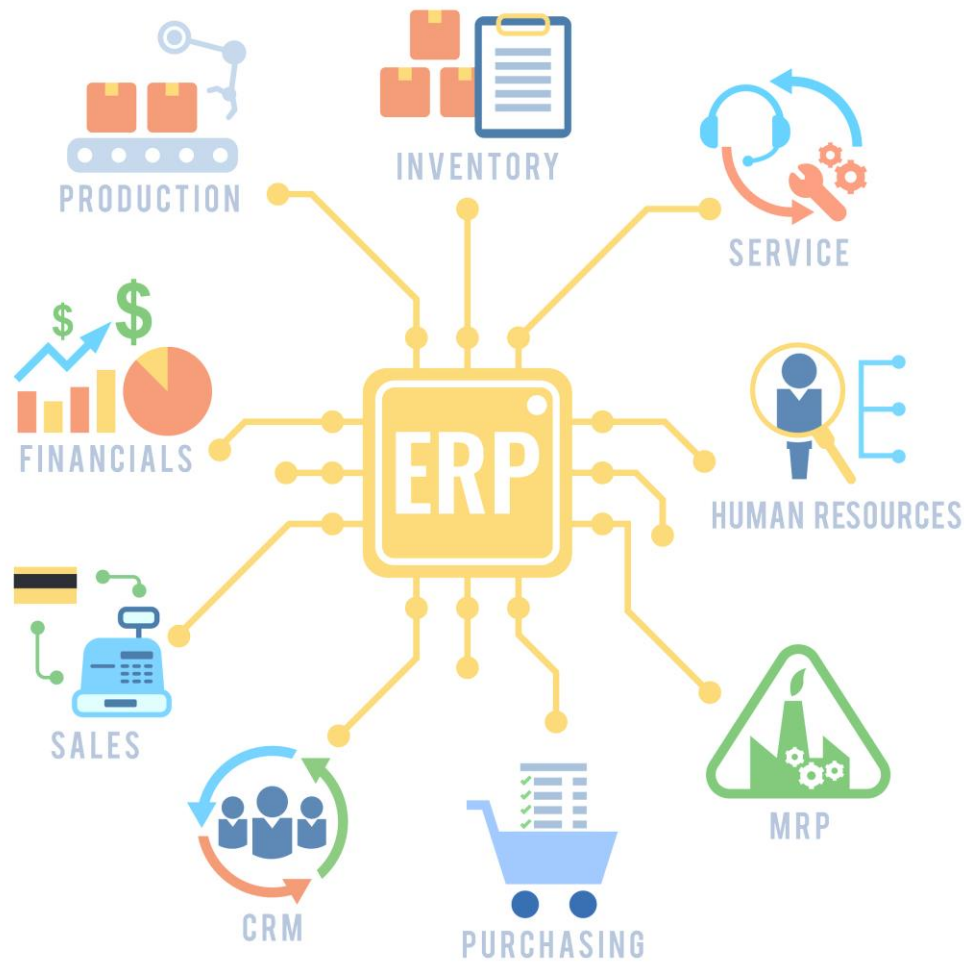 PRODUCTION
INVENTORY
SERVICE
$ $
FINANCIALS
ERP
HUMAN RESOURCES
SALES
MRP
CRM
PURCHASING